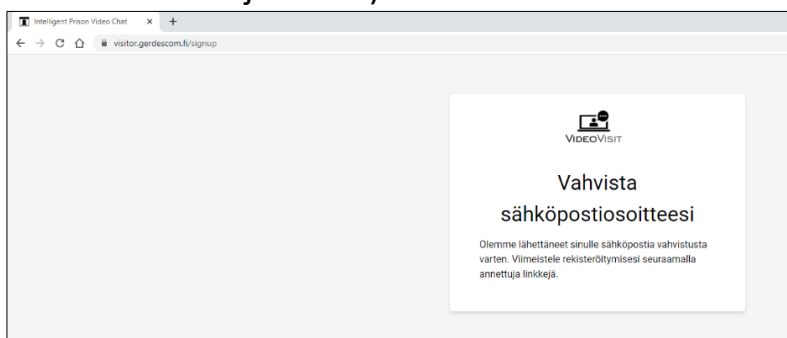 Intelligent Prison Video Chat
visitor.gerdescom.fi/signup
VIDEOVISIT
Vahvista
sähköpostiosoitteesi
Olemme lähettäneet sinulle sähköpostia vahvistusta
varten. Viimeistele rekisteröitymisesi seuraamalla
annettuja linkkejä.